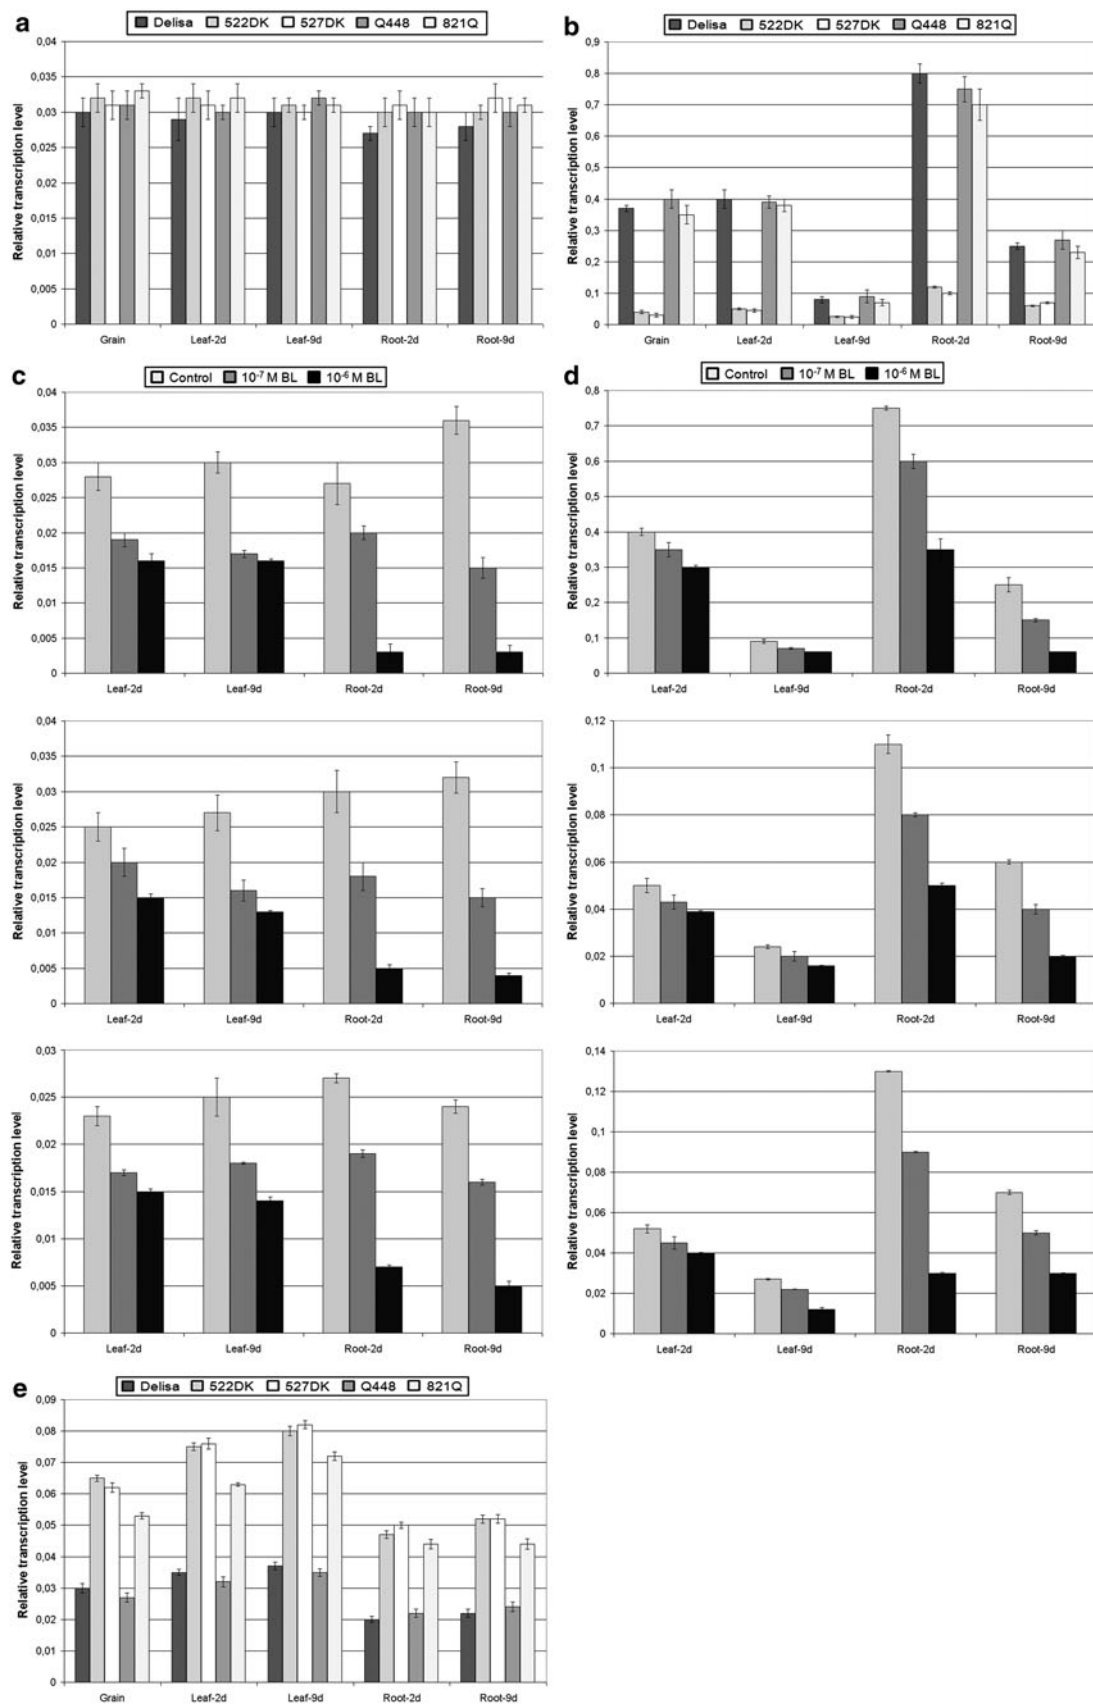 a
Delisa 522DK 527DK Q448 821Q
Relative transcription level
0,04
0,035
0,03
0,025
0,02
0,015
0,01
0,005
0
Grain Leaf-2d Leaf-9d Root-2d Root-9d
b
Delisa 522DK 527DK Q448 821Q
Relative transcription level
0,9
0,8
0,7
0,6
0,5
0,4
0,3
0,2
0,1
0
Grain Leaf-2d Leaf-9d Root-2d Root-9d
c
Control 10⁻⁷ M BL 10⁻⁶ M BL
Relative transcription level
0,04
0,035
0,03
0,025
0,02
0,015
0,01
0,005
0
Leaf-2d Leaf-9d Root-2d Root-9d
d
Control 10⁻⁷ M BL 10⁻⁶ M BL
Relative transcription level
0,8
0,7
0,6
0,5
0,4
0,3
0,2
0,1
0
Leaf-2d Leaf-9d Root-2d Root-9d
Relative transcription level
0,04
0,035
0,03
0,025
0,02
0,015
0,01
0,005
0
Leaf-2d Leaf-9d Root-2d Root-9d
Relative transcription level
0,12
0,1
0,08
0,06
0,04
0,02
0
Leaf-2d Leaf-9d Root-2d Root-9d
Relative transcription level
0,03
0,025
0,02
0,015
0,01
0,005
0
Leaf-2d Leaf-9d Root-2d Root-9d
Relative transcription level
0,14
0,12
0,1
0,08
0,06
0,04
0,02
0
Leaf-2d Leaf-9d Root-2d Root-9d
e
Delisa 522DK 527DK Q448 821Q
Relative transcription level
0,09
0,08
0,07
0,06
0,05
0,04
0,03
0,02
0,01
0
Grain Leaf-2d Leaf-9d Root-2d Root-9d